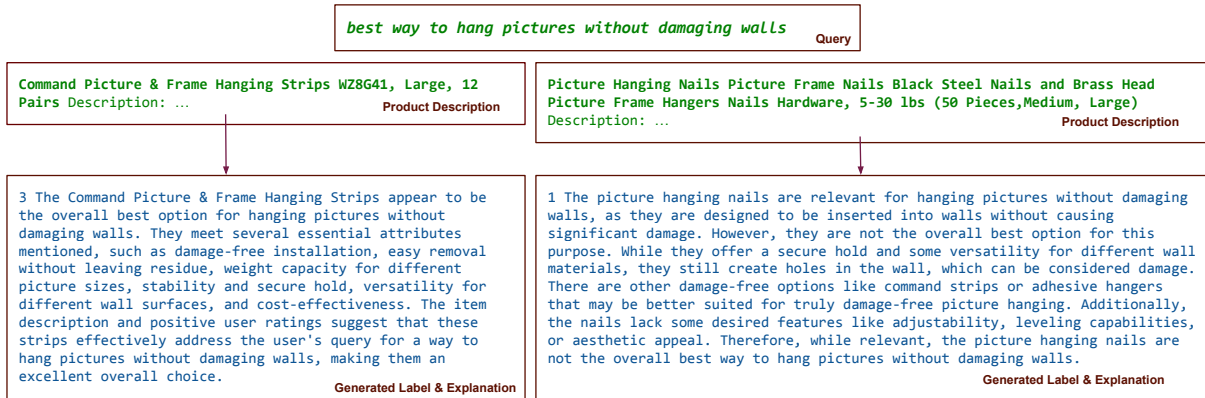 best way to hang pictures without damaging walls
Query
Command Picture & Frame Hanging Strips WZ8G41, Large, 12
Pairs Description: …
Product Description
Picture Hanging Nails Picture Frame Nails Black Steel Nails and Brass Head
Picture Frame Hangers Nails Hardware, 5-30 lbs (50 Pieces,Medium, Large)
Description: …
Product Description
3 The Command Picture & Frame Hanging Strips appear to be
the overall best option for hanging pictures without
damaging walls. They meet several essential attributes
mentioned, such as damage-free installation, easy removal
without leaving residue, weight capacity for different
picture sizes, stability and secure hold, versatility for
different wall surfaces, and cost-effectiveness. The item
description and positive user ratings suggest that these
strips effectively address the user's query for a way to
hang pictures without damaging walls, making them an
excellent overall choice.
Generated Label & Explanation
1 The picture hanging nails are relevant for hanging pictures without damaging
walls, as they are designed to be inserted into walls without causing
significant damage. However, they are not the overall best option for this
purpose. While they offer a secure hold and some versatility for different wall
materials, they still create holes in the wall, which can be considered damage.
There are other damage-free options like command strips or adhesive hangers
that may be better suited for truly damage-free picture hanging. Additionally,
the nails lack some desired features like adjustability, leveling capabilities,
or aesthetic appeal. Therefore, while relevant, the picture hanging nails are
not the overall best way to hang pictures without damaging walls.
Generated Label & Explanation